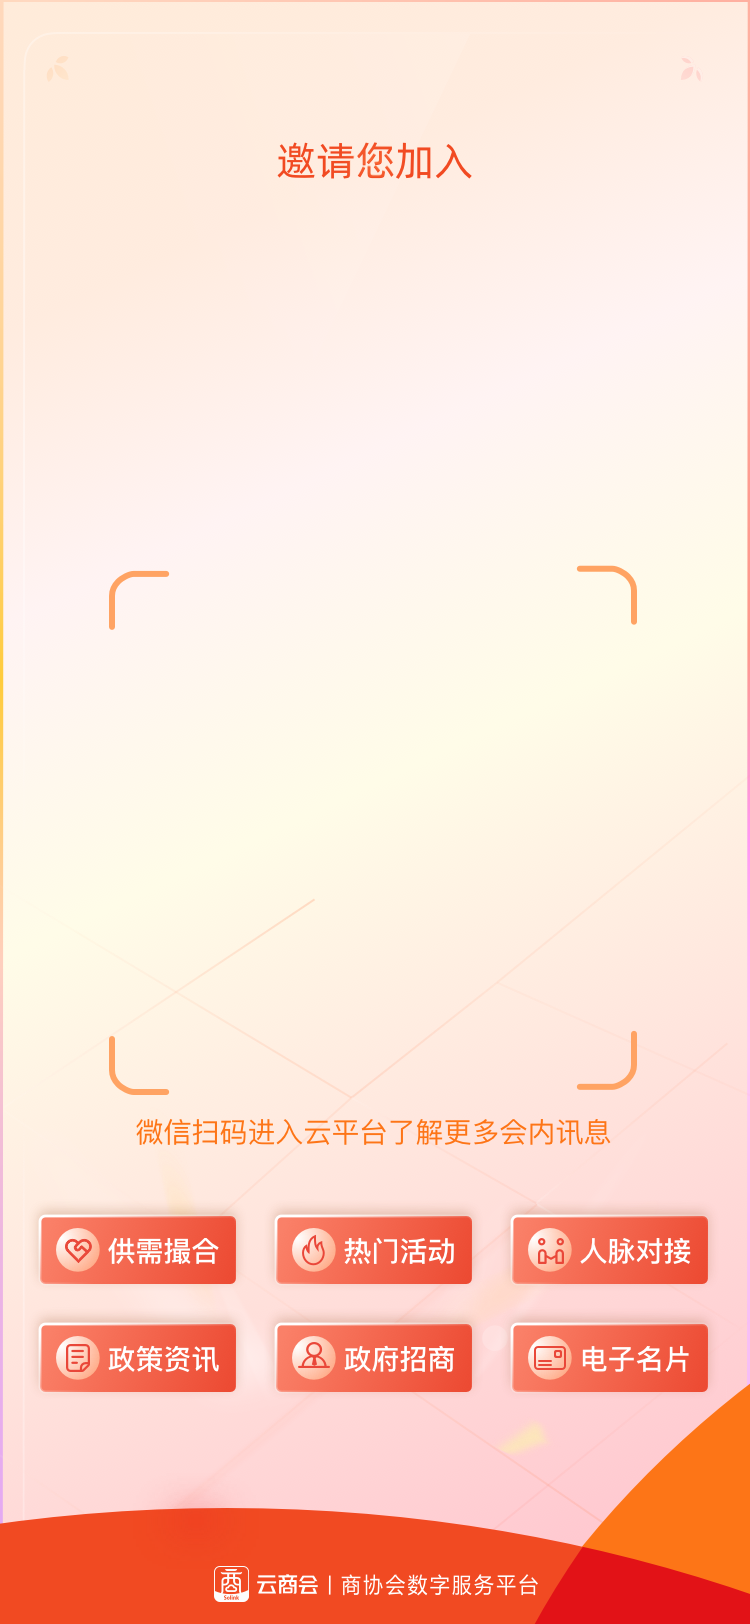 邀请您加入
微信扫码进入云平台了解更多会内讯息
供需撮合
热门活动
人脉对接
政策资讯
政府招商
电子名片
商 Solink 云商会 | 商协会数字服务平台